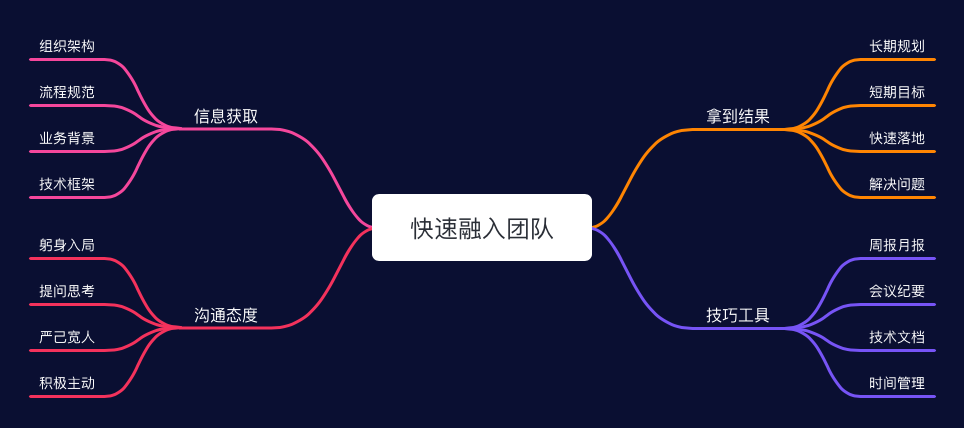 快速融入团队
信息获取
组织架构
流程规范
业务背景
技术框架
沟通态度
躬身入局
提问思考
严己宽人
积极主动
拿到结果
长期规划
短期目标
快速落地
解决问题
技巧工具
周报月报
会议纪要
技术文档
时间管理